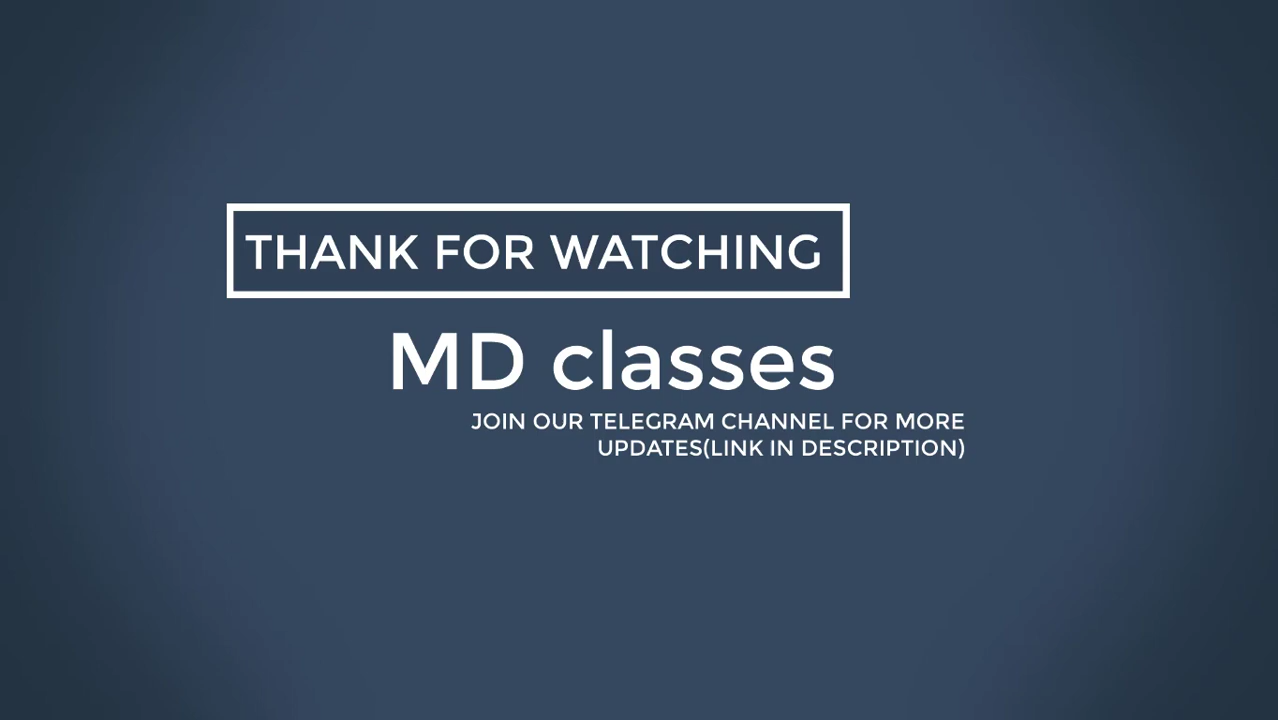 THANK FOR WATCHING
MD classes
JOIN OUR TELEGRAM CHANNEL FOR MORE
UPDATES(LINK IN DESCRIPTION)